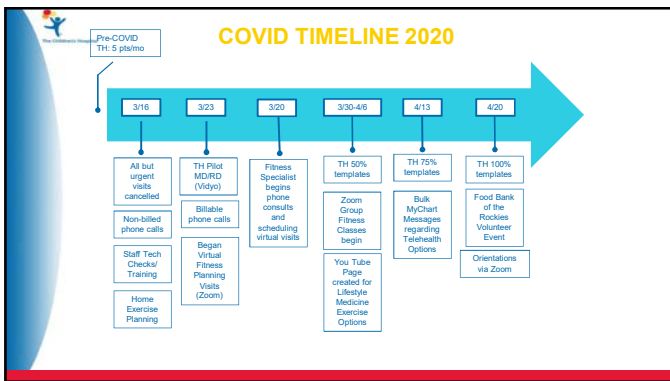 COVID TIMELINE 2020
The Children's Hospital
Pre-COVID
TH: 5 pts/mo
3/16
3/23
3/20
3/30-4/6
4/13
4/20
All but
urgent
visits
cancelled
Non-billed
phone calls
Staff Tech
Checks/
Training
Home
Exercise
Planning
TH Pilot
MD/RD
(Vidyo)
Billable
phone calls
Began
Virtual
Fitness
Planning
Visits
(Zoom)
Fitness
Specialist
begins
phone
consults
and
scheduling
virtual visits
TH 50%
templates
Zoom
Group
Fitness
Classes
begin
You Tube
Page
created for
Lifestyle
Medicine
Exercise
Options
TH 75%
templates
Bulk
MyChart
Messages
regarding
Telehealth
Options
TH 100%
templates
Food Bank
of the
Rockies
Volunteer
Event
Orientations
via Zoom